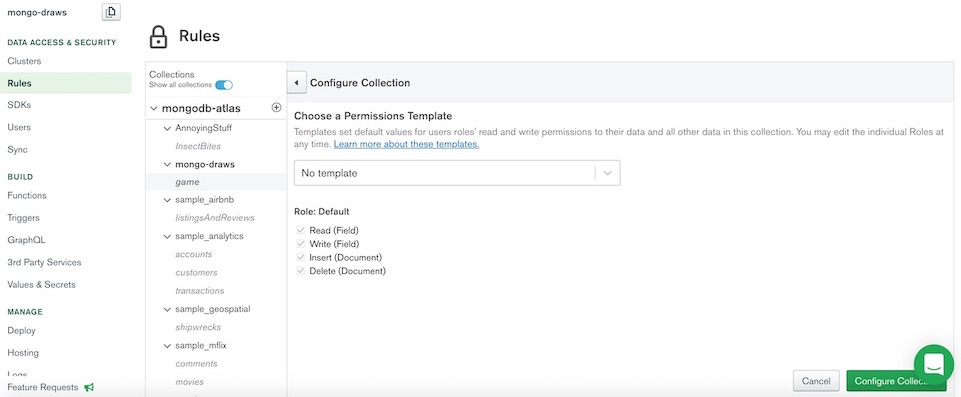 mongo-draws
DATA ACCESS & SECURITY
Clusters
Rules
SDKs
Users
Sync
BUILD
Functions
Triggers
GraphQL
3rd Party Services
Values & Secrets
MANAGE
Deploy
Hosting
Logs
Feature Requests
Rules
Collections
Show all collections
mongodb-atlas
AnnoyingStuff
InsectBites
mongo-draws
game
sample_airbnb
listingsAndReviews
sample_analytics
accounts
customers
transactions
sample_geospatial
shipwrecks
sample_mflix
comments
movies
Configure Collection
Choose a Permissions Template
Templates set default values for users roles' read and write permissions to their data and all other data in this collection. You may edit the individual Roles at
any time. Learn more about these templates.
No template
Role: Default
Read (Field)
Write (Field)
Insert (Document)
Delete (Document)
Cancel
Configure